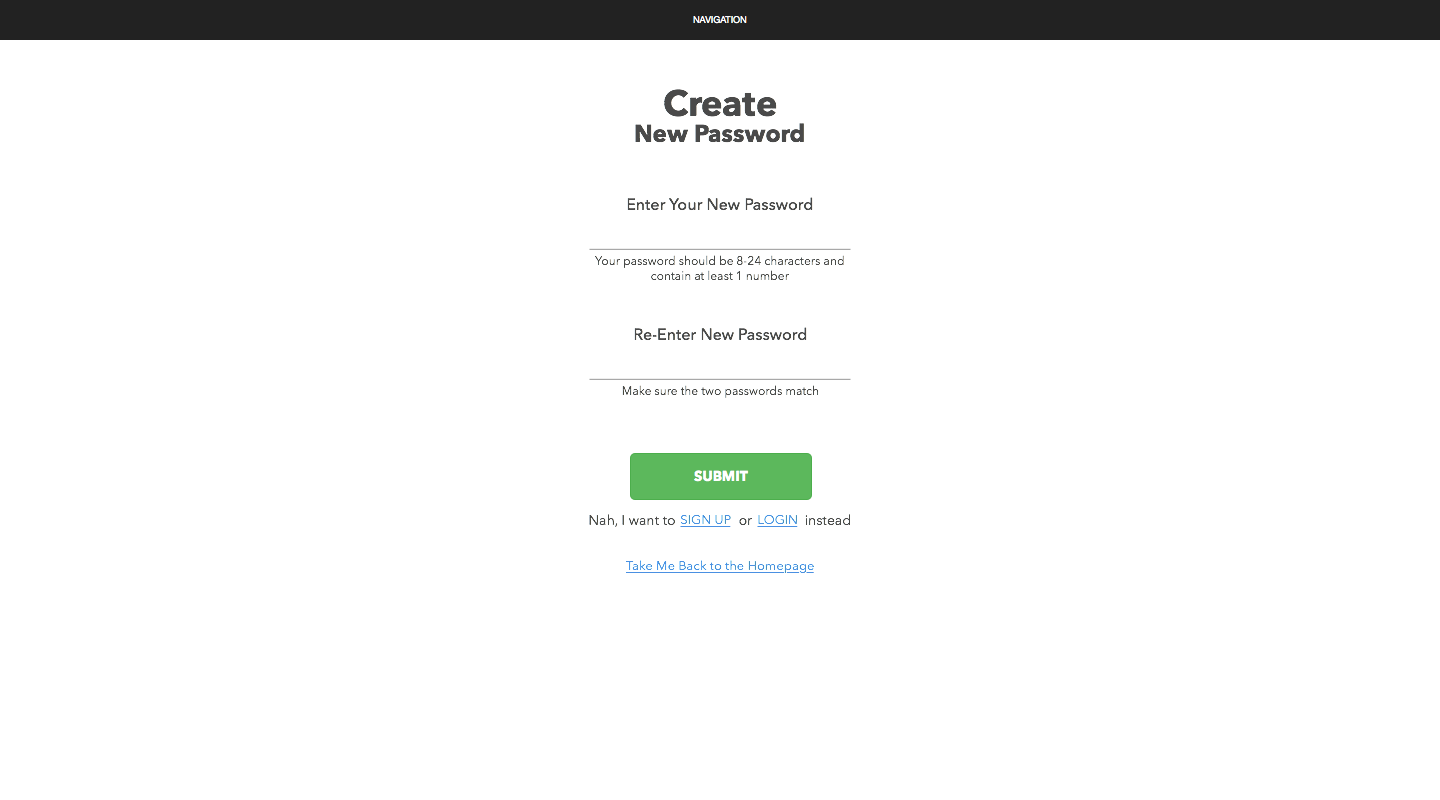 NAVIGATION
Create
New Password
Enter Your New Password
Your password should be 8-24 characters and
contain at least 1 number
Re-Enter New Password
Make sure the two passwords match
SUBMIT
Nah, I want to SIGN UP or LOGIN instead
Take Me Back to the Homepage